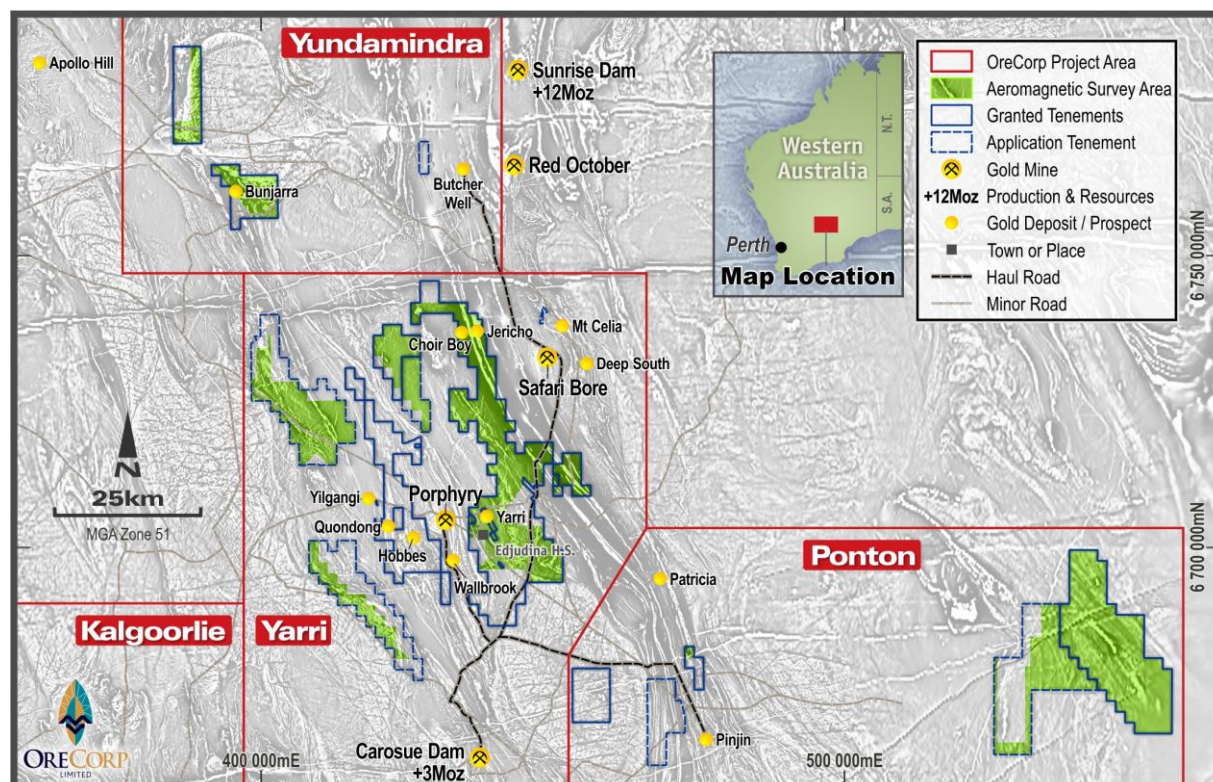 Yundamindra
Apollo Hill
Sunrise Dam
+12Moz
Red October
Butcher
Well
Bunjarra
N.T.
Western
Australia
S.A.
Perth
Map Location
OreCorp Project Area
Aeromagnetic Survey Area
Granted Tenements
Application Tenement
Gold Mine
+12Moz Production & Resources
Gold Deposit / Prospect
Town or Place
Haul Road
Minor Road
6 750 000mN
Choir Boy
Jericho
Mt Celia
Deep South
Safari Bore
N
25km
MGA Zone 51
Yilgangi
Porphyry
Quondong
Hobbes
Yarri
Edjudina H.S.
Wallbrook
Patricia
Ponton
6 700 000mN
Kalgoorlie
Yarri
Pinjin
Carosue Dam
+3Moz
ORECORP
LIMITED
400 000mE
500 000mE